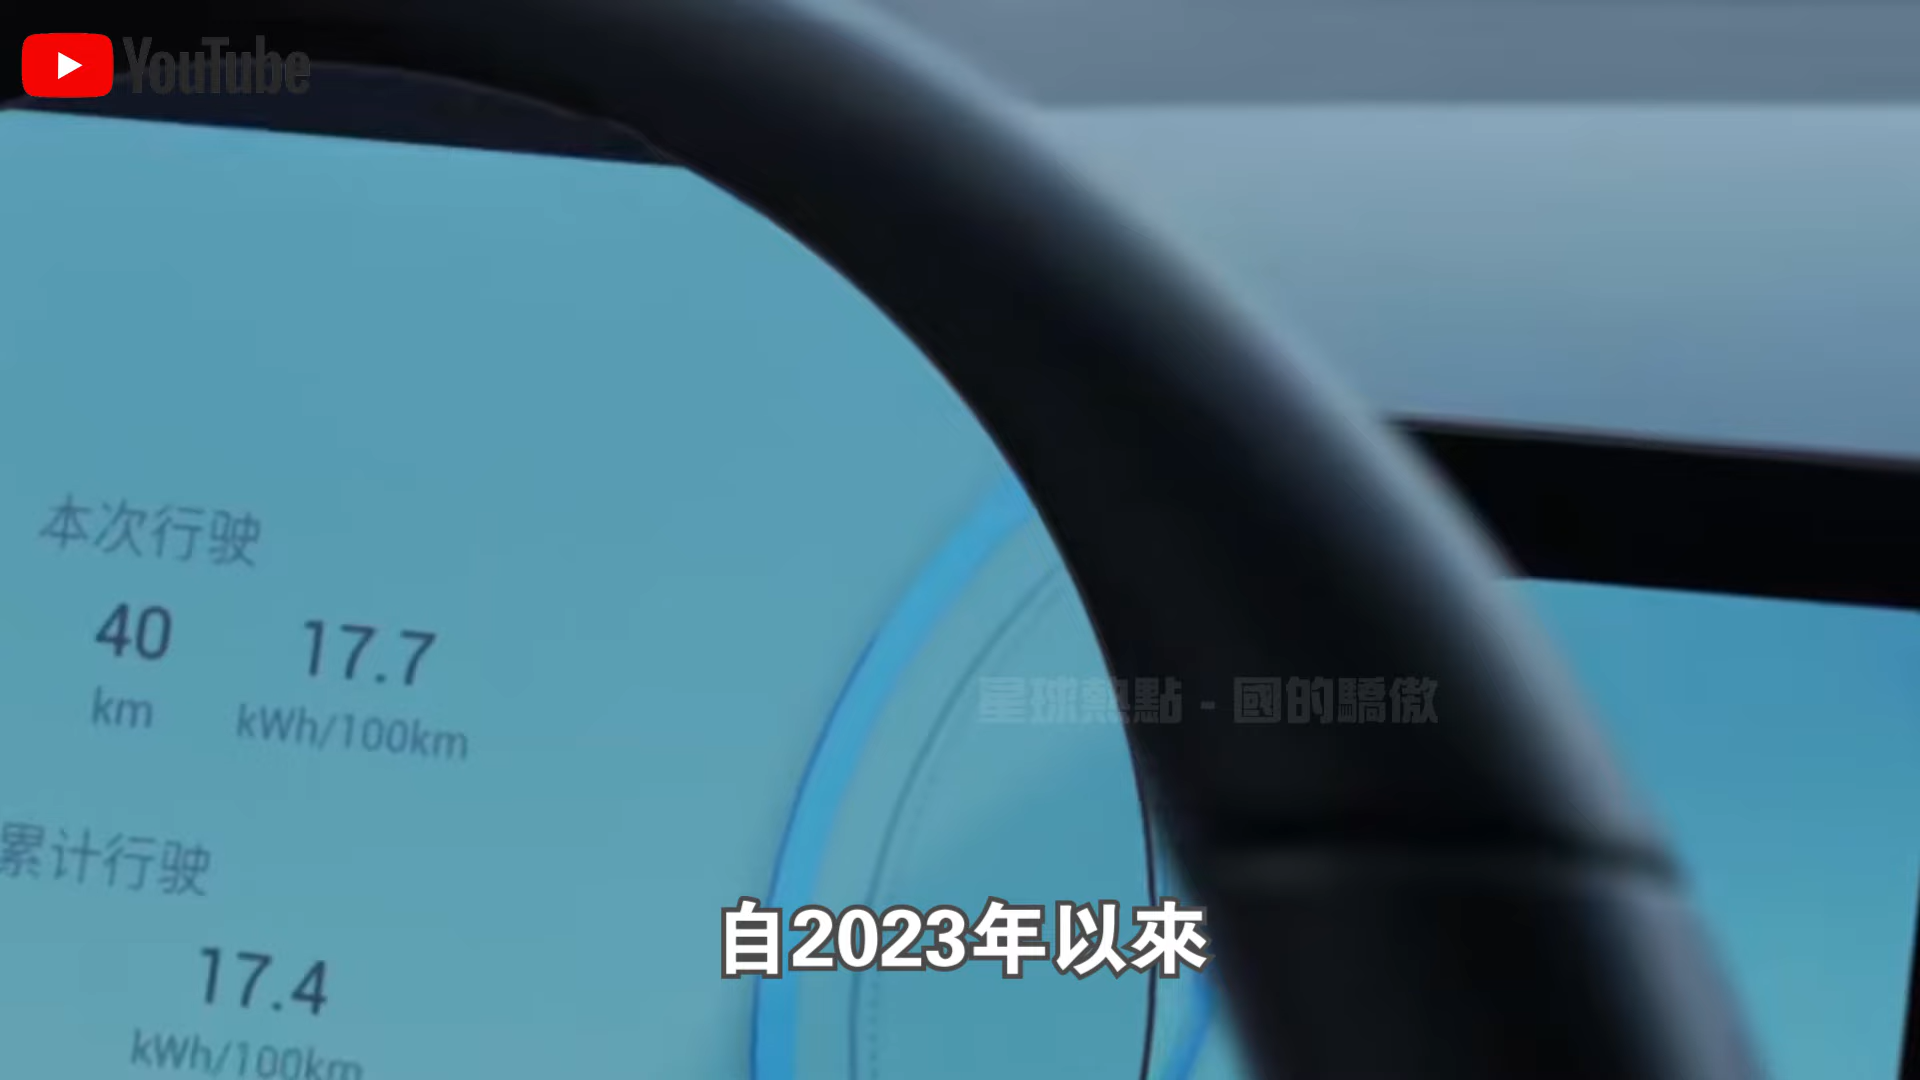 YouTube
本次行驶
40 17.7
km kWh/100km
星球熱點 - 國的驕傲
累计行驶
17.4
kWh/100km
自2023年以來